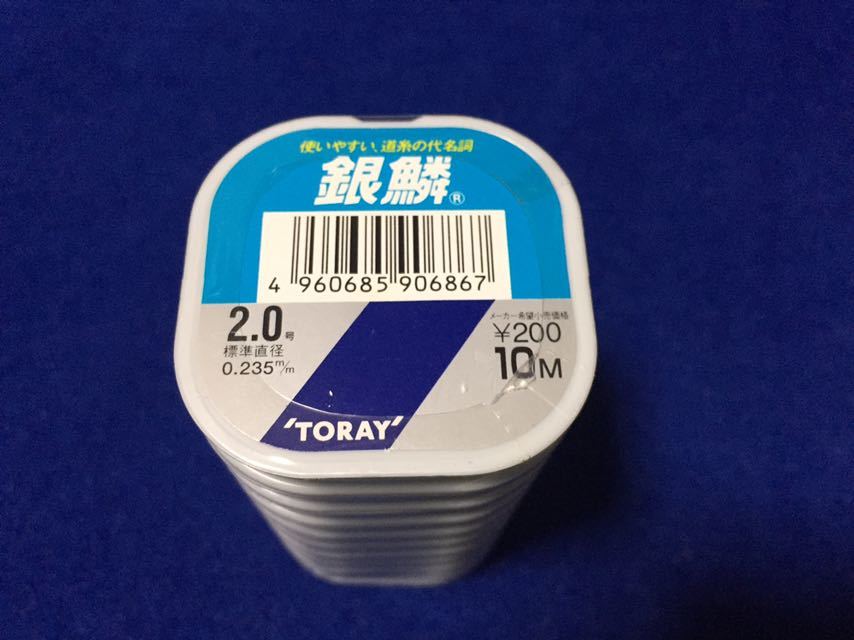 使いやすい、道糸の代名詞
銀鱗®
4 960685 906867
2.0号
標準直径
0.235m/m
メーカー希望小売価格
¥200
10M
'TORAY'